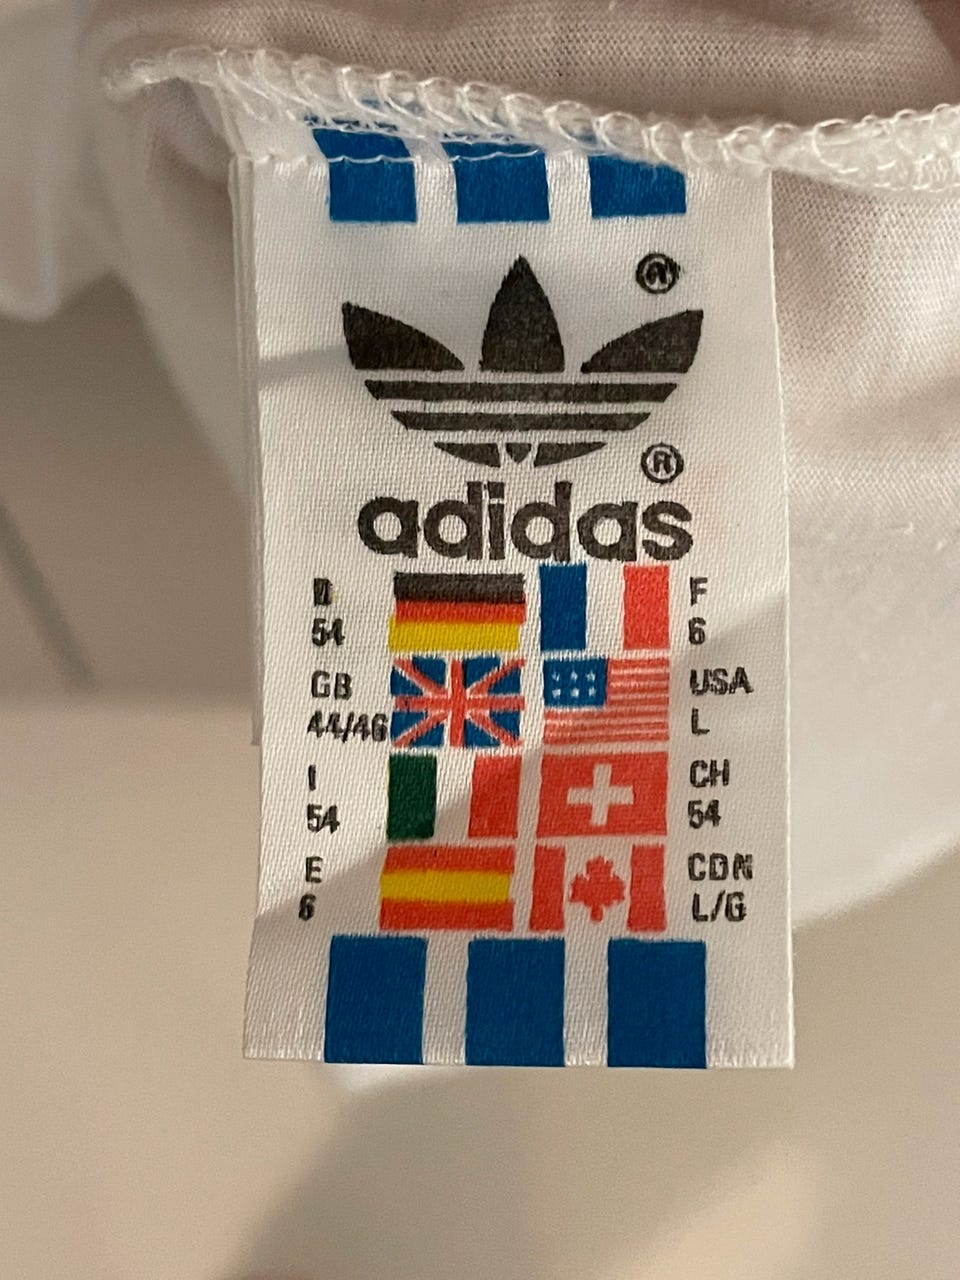 ®
®
adidas
D F
54 6
GB USA
44/46 L
I CH
54 54
E CDN
6 L/G